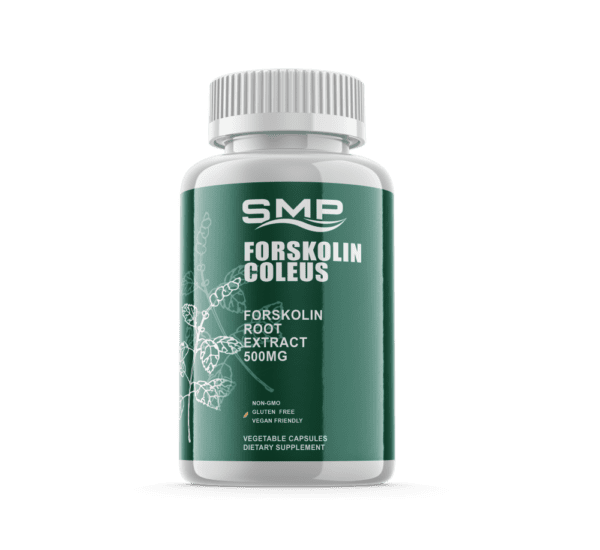 SMP
FORSKOLIN
COLEUS
FORSKOLIN
ROOT
EXTRACT
500MG
NON-GMO
GLUTEN FREE
VEGAN FRIENDLY
VEGETABLE CAPSULES
DIETARY SUPPLEMENT